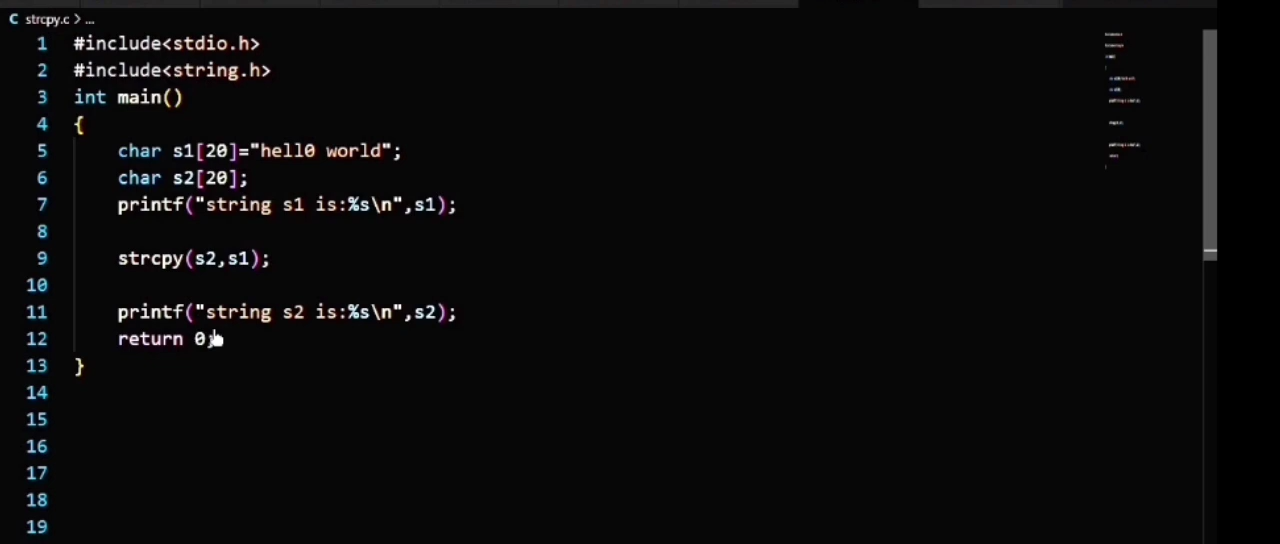 C strcpy.c > ...
1 #include<stdio.h>
2 #include<string.h>
3 int main()
4 {
5 char s1[20]="hell0 world";
6 char s2[20];
7 printf("string s1 is:%s\n",s1);
8
9 strcpy(s2,s1);
10
11 printf("string s2 is:%s\n",s2);
12 return 0;
13 }
14
15
16
17
18
19